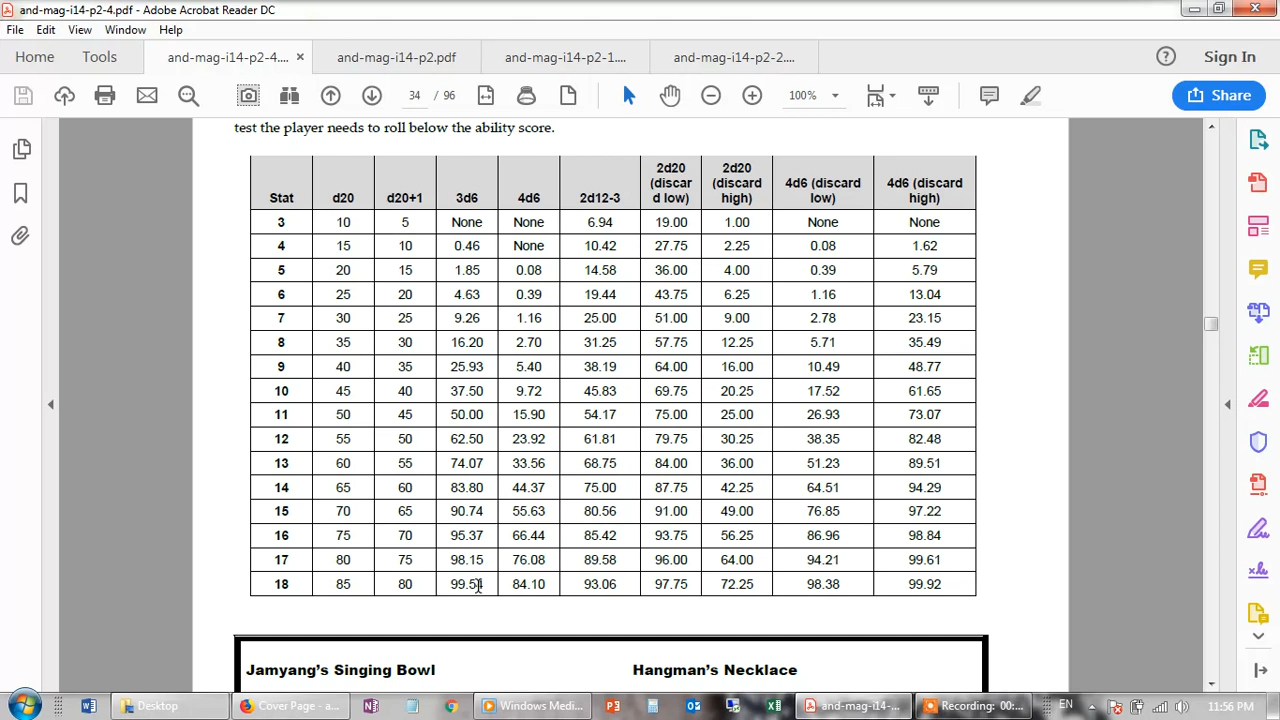 and-mag-i14-p2-4.pdf - Adobe Acrobat Reader DC
File Edit View Window Help
Home Tools and-mag-i14-p2-4.... × and-mag-i14-p2.pdf and-mag-i14-p2-1.... and-mag-i14-p2-2.... Sign In
34 / 96 100% Share
test the player needs to roll below the ability score.
Stat d20 d20+1 3d6 4d6 2d12-3 2d20 (discar d low) 2d20 (discard high) 4d6 (discard low) 4d6 (discard high)
3 10 5 None None 6.94 19.00 1.00 None None
4 15 10 0.46 None 10.42 27.75 2.25 0.08 1.62
5 20 15 1.85 0.08 14.58 36.00 4.00 0.39 5.79
6 25 20 4.63 0.39 19.44 43.75 6.25 1.16 13.04
7 30 25 9.26 1.16 25.00 51.00 9.00 2.78 23.15
8 35 30 16.20 2.70 31.25 57.75 12.25 5.71 35.49
9 40 35 25.93 5.40 38.19 64.00 16.00 10.49 48.77
10 45 40 37.50 9.72 45.83 69.75 20.25 17.52 61.65
11 50 45 50.00 15.90 54.17 75.00 25.00 26.93 73.07
12 55 50 62.50 23.92 61.81 79.75 30.25 38.35 82.48
13 60 55 74.07 33.56 68.75 84.00 36.00 51.23 89.51
14 65 60 83.80 44.37 75.00 87.75 42.25 64.51 94.29
15 70 65 90.74 55.63 80.56 91.00 49.00 76.85 97.22
16 75 70 95.37 66.44 85.42 93.75 56.25 86.96 98.84
17 80 75 98.15 76.08 89.58 96.00 64.00 94.21 99.61
18 85 80 99.54 84.10 93.06 97.75 72.25 98.38 99.92
Jamyang's Singing Bowl Hangman's Necklace
Desktop Cover Page - a... Windows Medi... and-mag-i14-... Recording: 00:... EN 11:56 PM